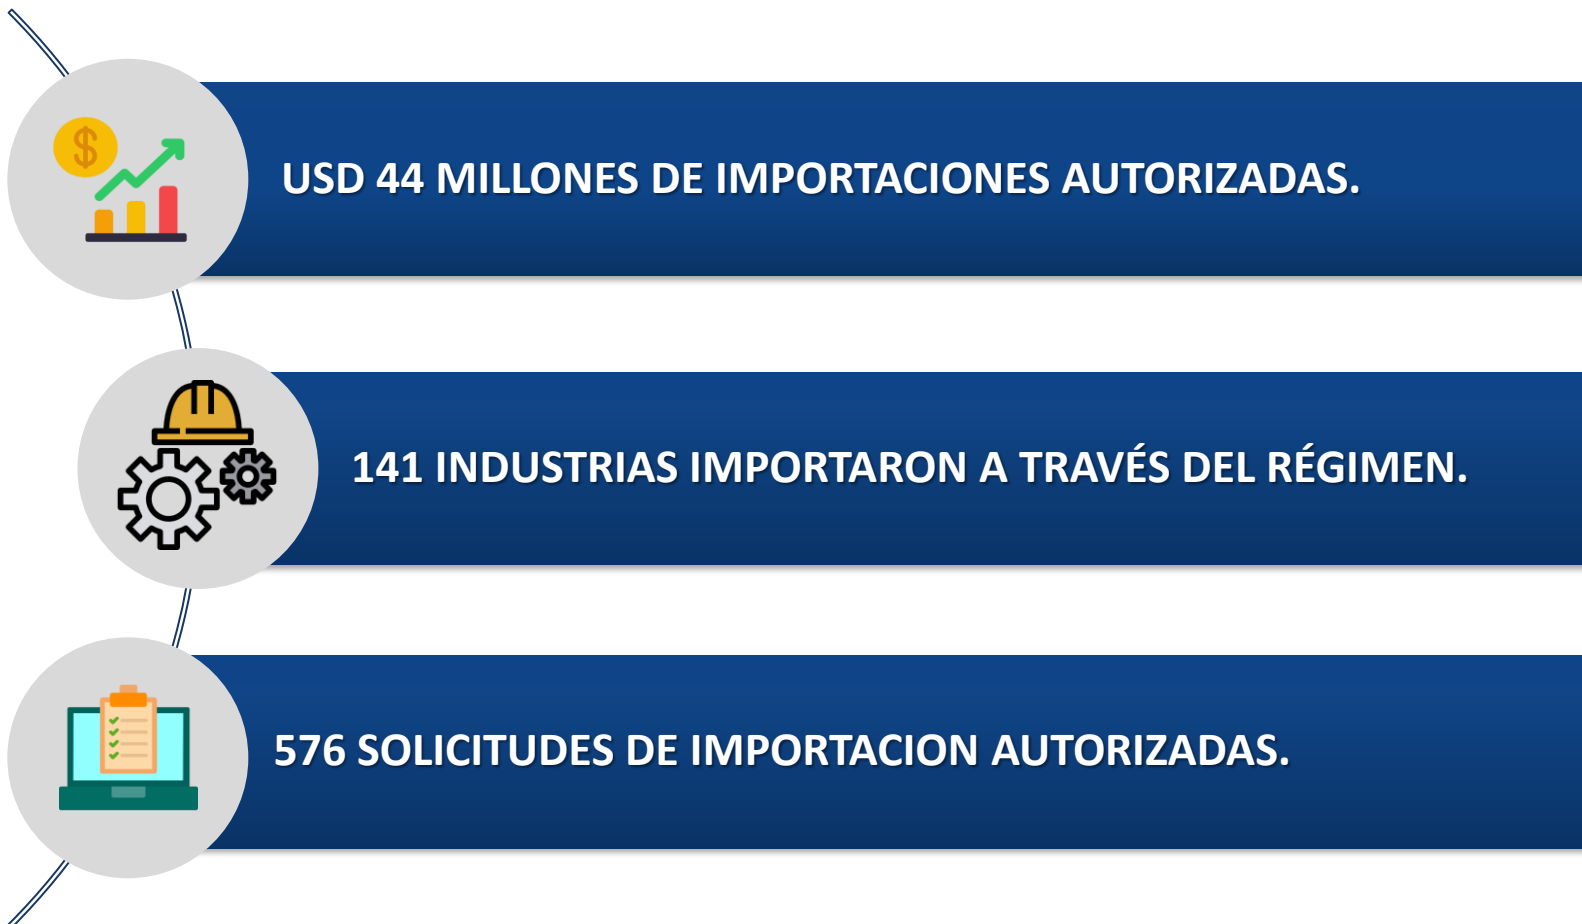 USD 44 MILLONES DE IMPORTACIONES AUTORIZADAS.
141 INDUSTRIAS IMPORTARON A TRAVÉS DEL RÉGIMEN.
576 SOLICITUDES DE IMPORTACION AUTORIZADAS.